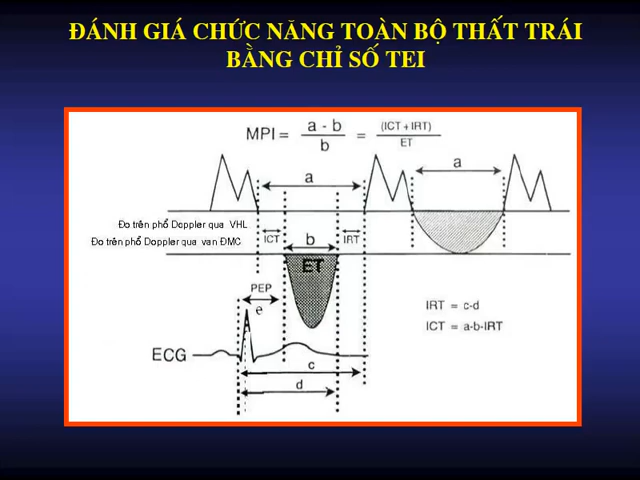 ĐÁNH GIÁ CHỨC NĂNG TOÀN BỘ THẤT TRÁI
BẰNG CHỈ SỐ TEI
MPI = a - b / b = (ICT + IRT) / ET
a
a
Đo trên phổ Doppler qua VHL
Đo trên phổ Doppler qua van ĐMC
ICT
b
IRT
ET
PEP
e
IRT = c-d
ICT = a-b-IRT
ECG
c
d